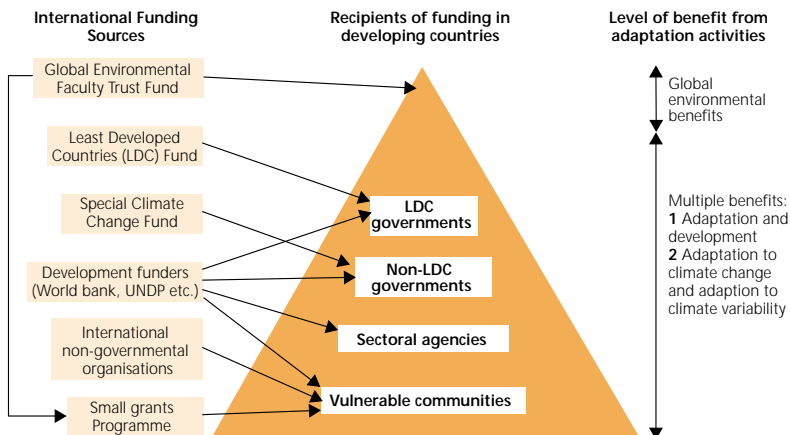 International Funding
Sources
Global Environmental
Faculty Trust Fund
Least Developed
Countries (LDC) Fund
Special Climate
Change Fund
Development funders
(World bank, UNDP etc.)
International
non-governmental
organisations
Small grants
Programme
Recipients of funding in
developing countries
LDC
governments
Non-LDC
governments
Sectoral agencies
Vulnerable communities
Level of benefit from
adaptation activities
Global
environmental
benefits
Multiple benefits:
1 Adaptation and
development
2 Adaptation to
climate change
and adaption to
climate variability